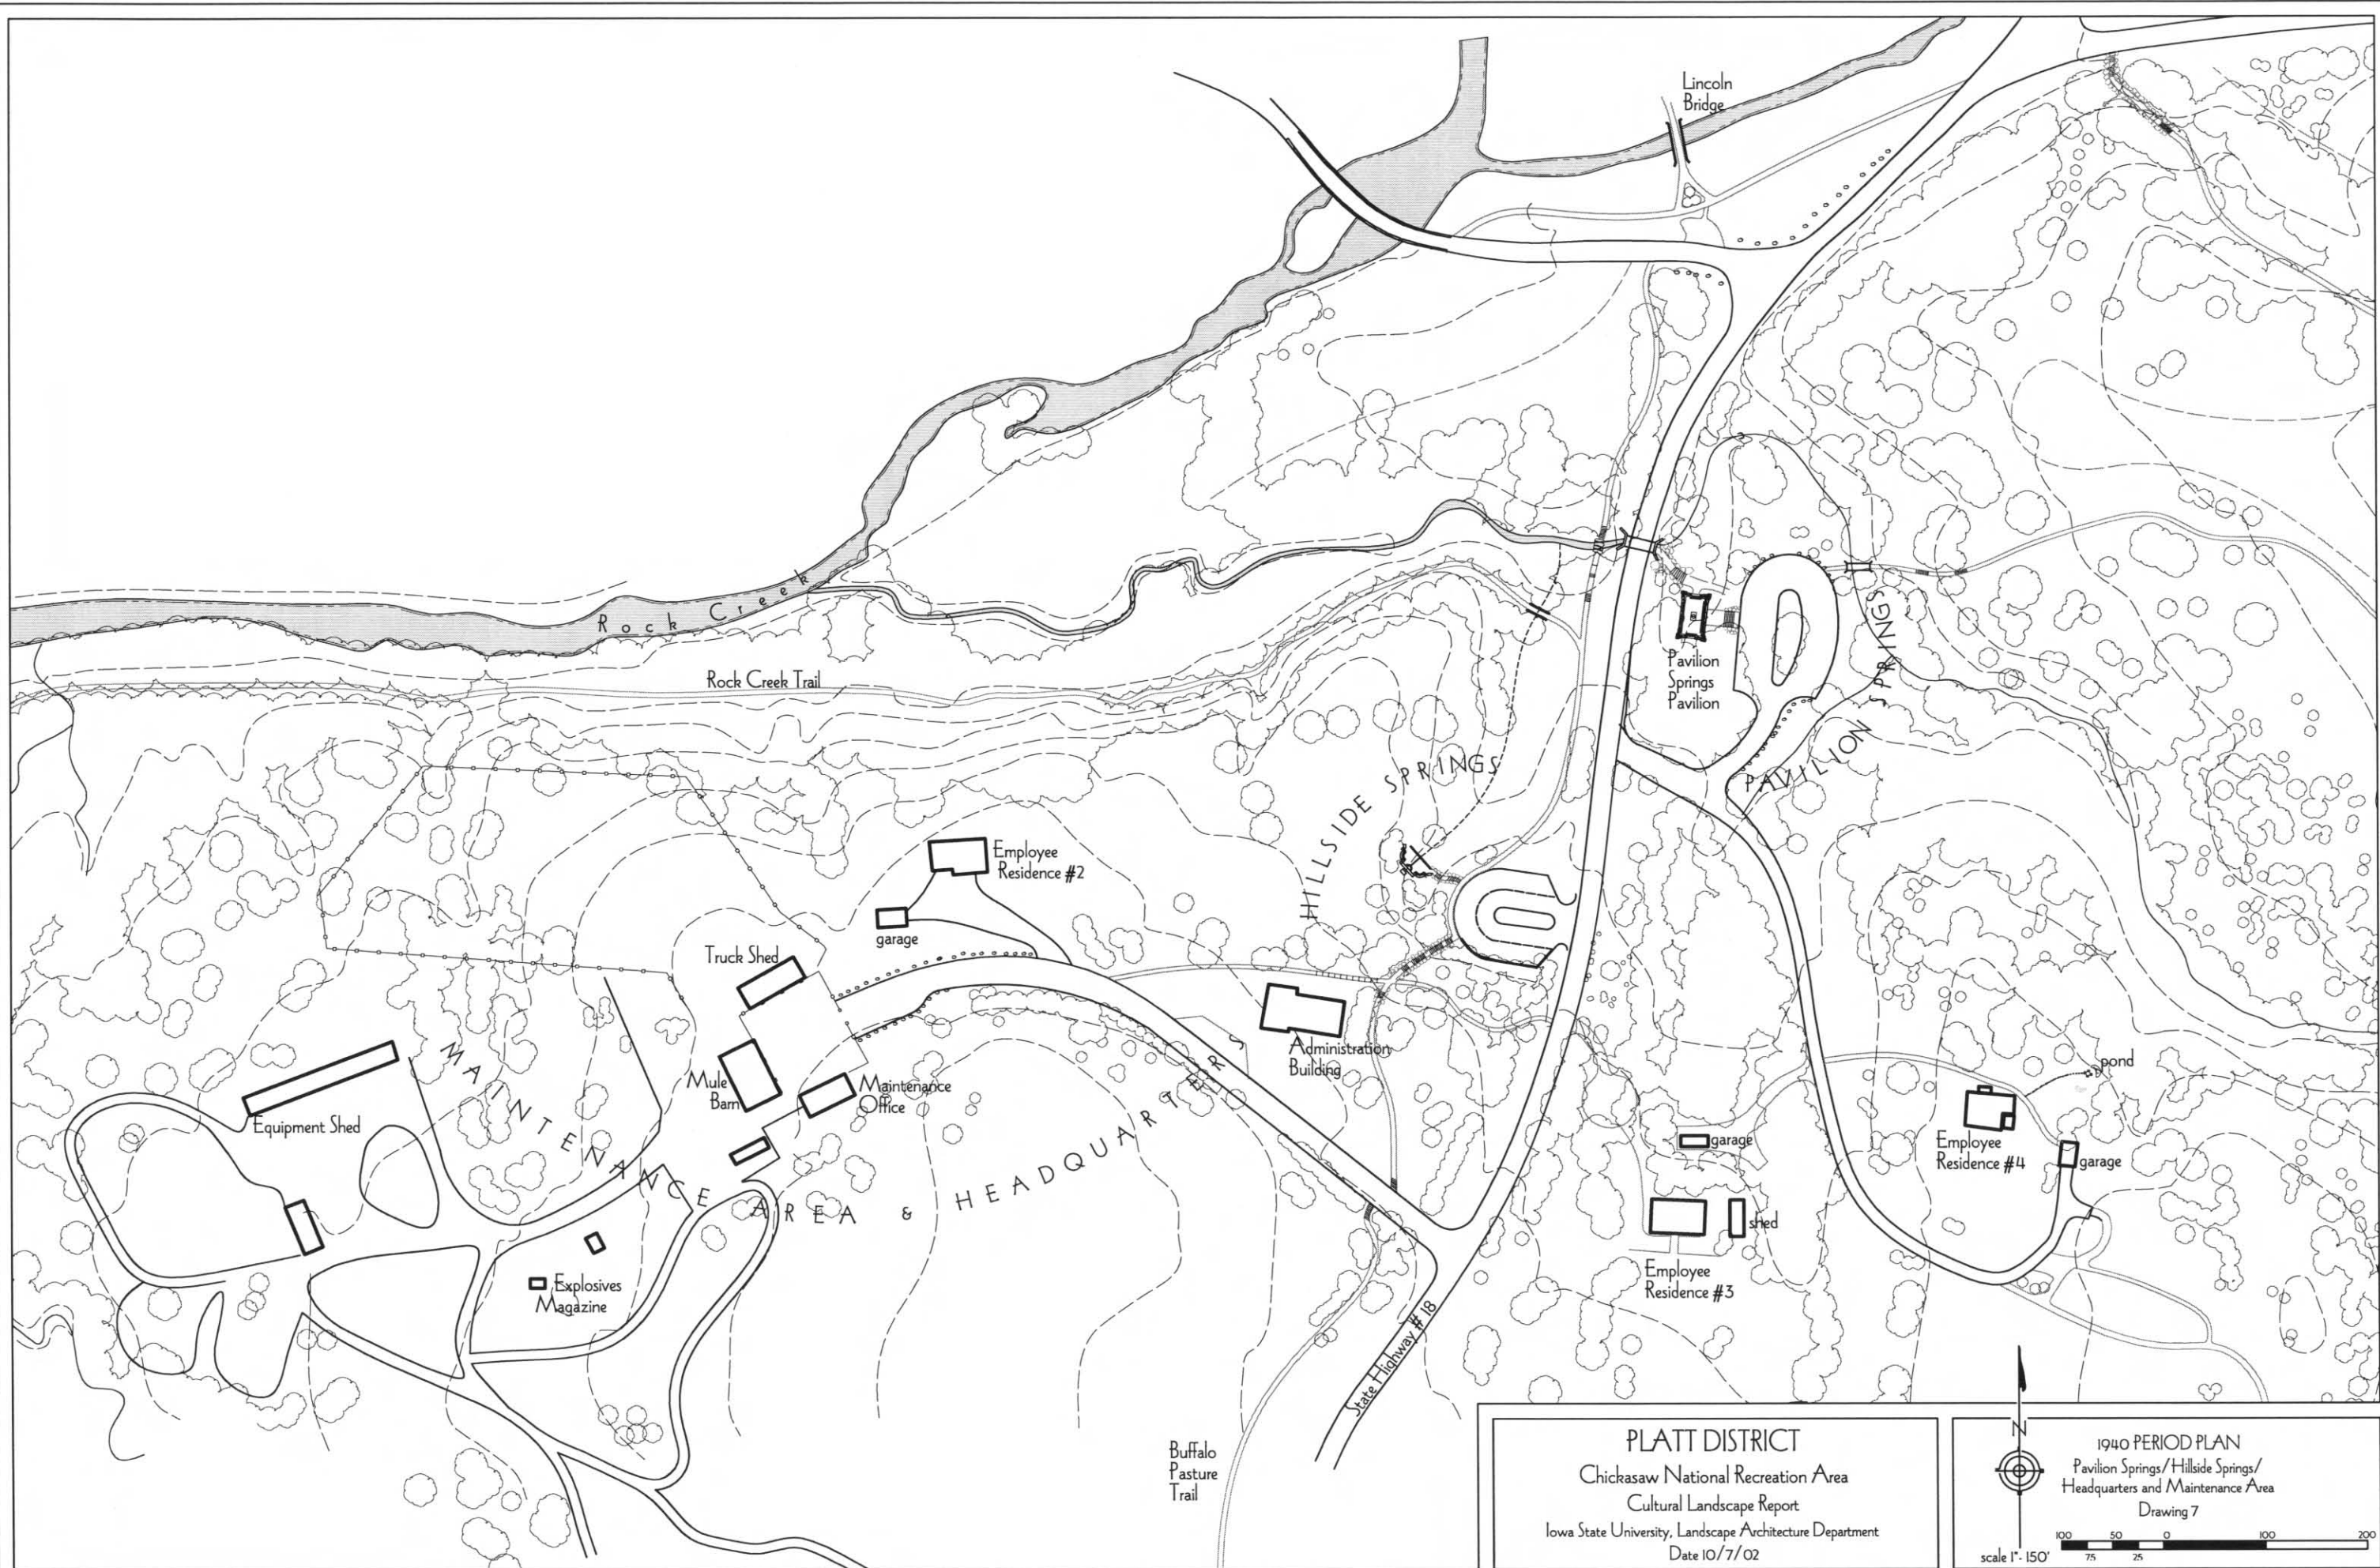 Lincoln
Bridge
Rock Creek
Rock Creek Trail
Pavilion
Springs
Pavilion
PAVILION SPRINGS
HILLSIDE SPRINGS
Employee
Residence #2
garage
Truck Shed
Mule
Barn
Maintenance
Office
Administration
Building
Equipment Shed
MAINTENANCE AREA & HEADQUARTERS
Explosives
Magazine
pond
garage
Employee
Residence #4
garage
shed
Employee
Residence #3
State Highway #18
Buffalo
Pasture
Trail
PLATT DISTRICT
Chickasaw National Recreation Area
Cultural Landscape Report
Iowa State University, Landscape Architecture Department
Date 10/7/02
N
1940 PERIOD PLAN
Pavilion Springs/Hillside Springs/
Headquarters and Maintenance Area
Drawing 7
100 50 0 100 200
scale 1"- 150' 75 25